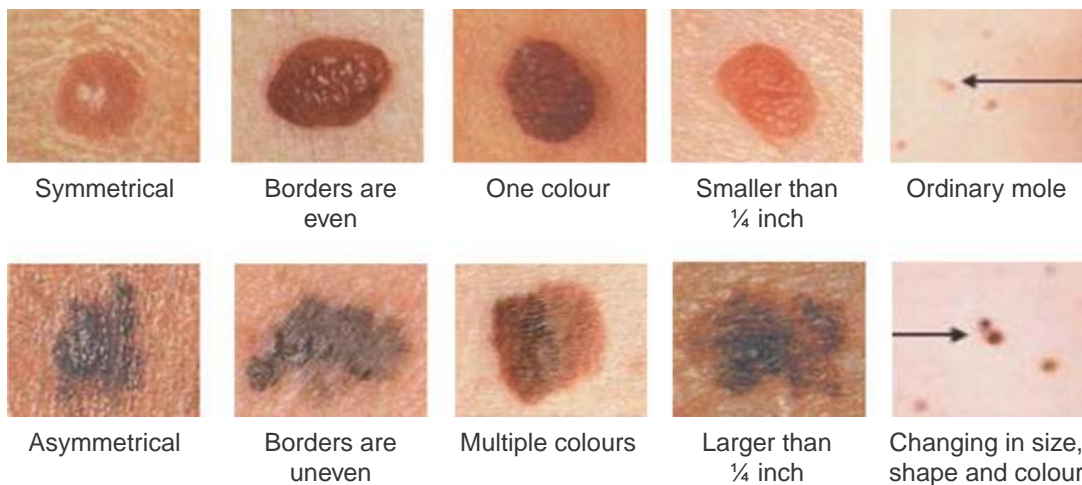 Symmetrical
Borders are
even
One colour
Smaller than
¼ inch
Ordinary mole
Asymmetrical
Borders are
uneven
Multiple colours
Larger than
¼ inch
Changing in size,
shape and colour